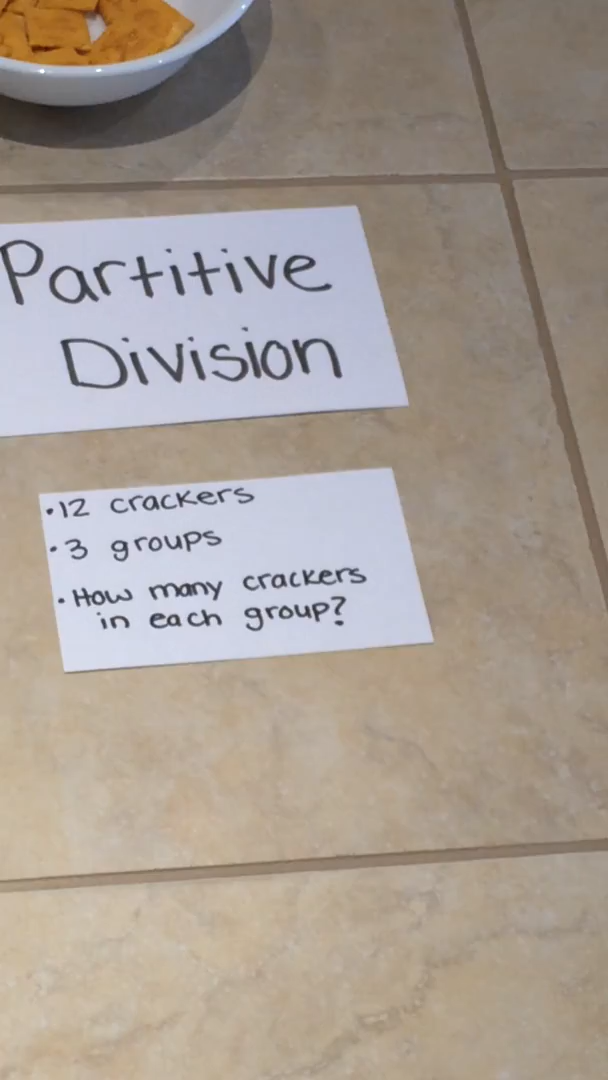 Partitive
Division
• 12 crackers
• 3 groups
• How many crackers
in each group?